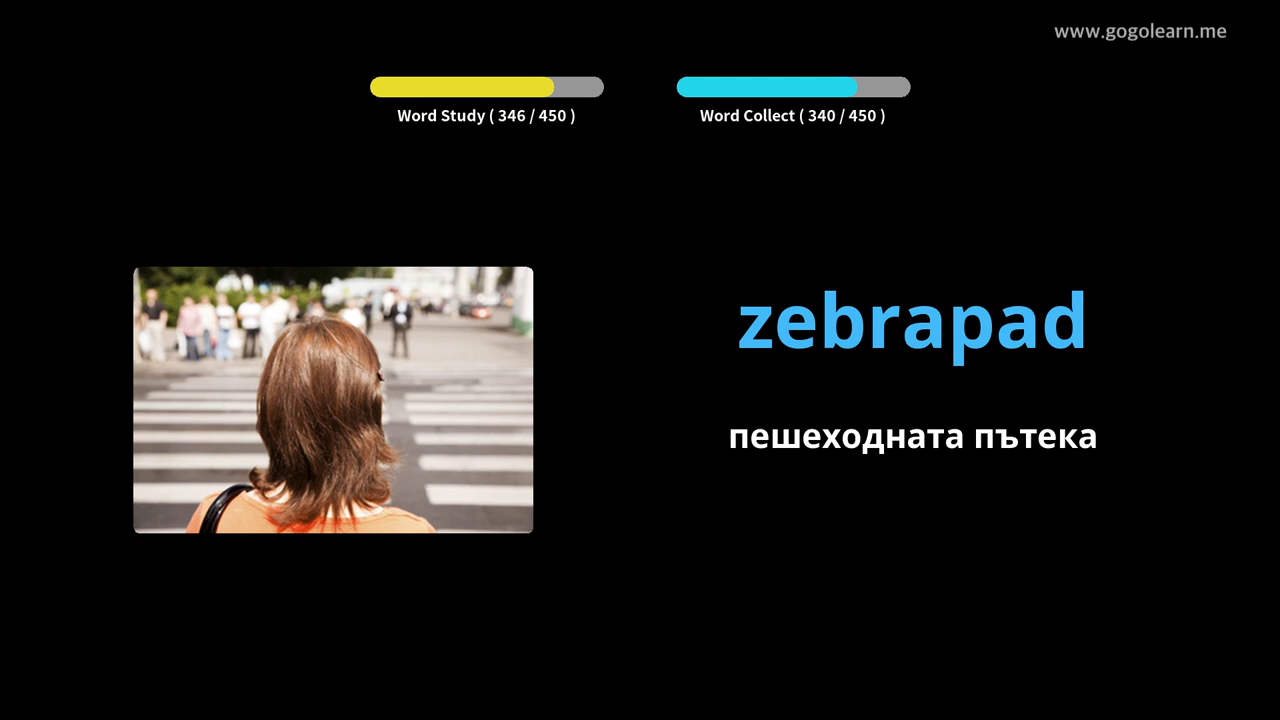 www.gogolearn.me
Word Study ( 346 / 450 )
Word Collect ( 340 / 450 )
zebrapad
пешеходната пътека